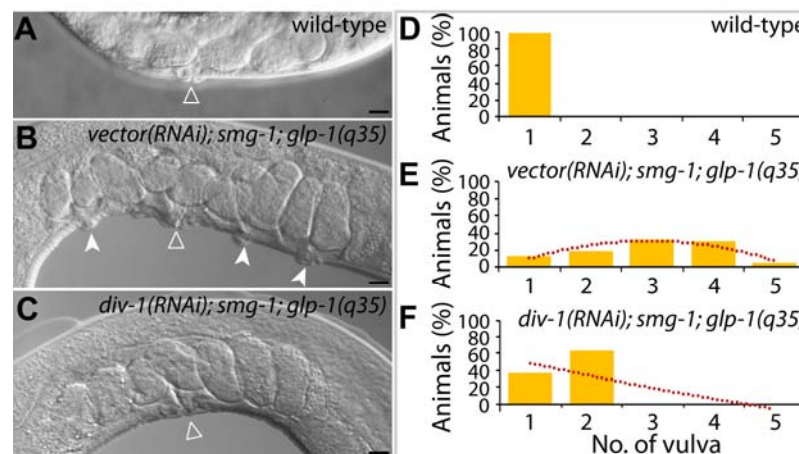 A
wild-type
B
vector(RNAi); smg-1; glp-1(q35)
C
div-1(RNAi); smg-1; glp-1(q35)
D
wild-type
Animals (%)
100
80
60
40
20
0
1 2 3 4 5
E
vector(RNAi); smg-1; glp-1(q35)
Animals (%)
100
80
60
40
20
0
1 2 3 4 5
F
div-1(RNAi); smg-1; glp-1(q35)
Animals (%)
100
80
60
40
20
0
1 2 3 4 5
No. of vulva